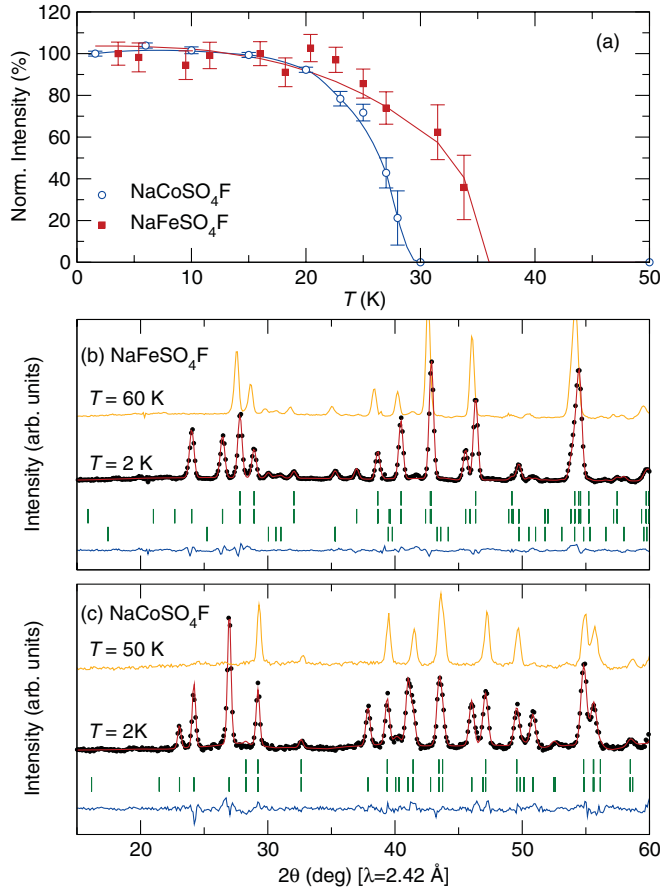 120
100
80
60
40
20
0
Norm. Intensity (%)
(a)
NaCoSO₄F
NaFeSO₄F
0 10 20 30 40 50
T (K)
(b) NaFeSO₄F
T = 60 K
T = 2 K
Intensity (arb. units)
(c) NaCoSO₄F
T = 50 K
T = 2K
Intensity (arb. units)
20 30 40 50 60
2θ (deg) [λ=2.42 Å]